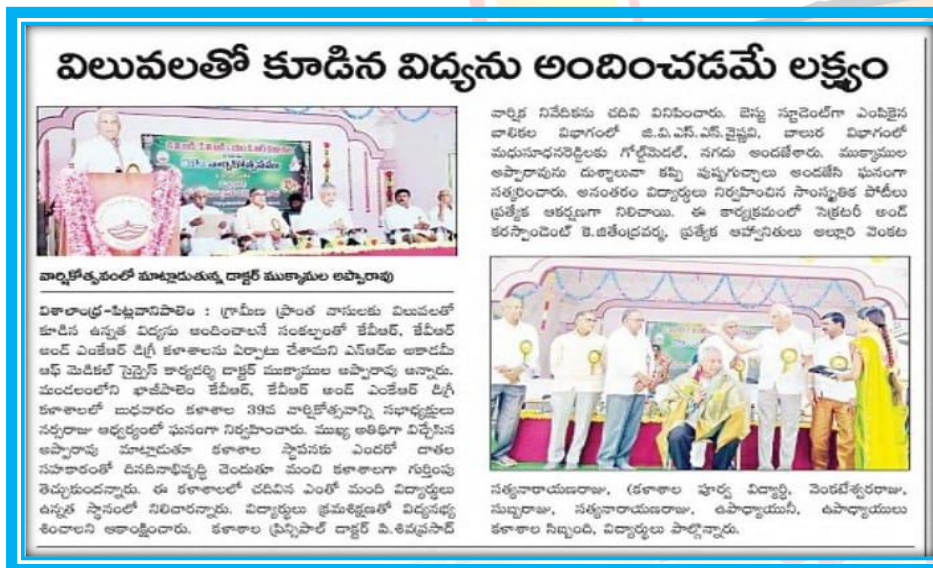 విలువలతో కూడిన విద్యను అందించడమే లక్ష్యం
వార్షికోత్సవంలో మాట్లాడుతున్న డాక్టర్ ముక్కామల అప్పారావు
విశాలాంధ్ర-పిట్టలవానిపాలెం : గ్రామీణ ప్రాంత వాసులకు విలువలతో
కూడిన ఉన్నత విద్యను అందించాలనే సంకల్పంతో కేవీఆర్, కేవీఆర్
అండ్ ఎంకేఆర్ డిగ్రీ కళాశాలను ఏర్పాటు చేశామని ఎన్ఆర్ఐ అకాడమీ
ఆఫ్ మెడికల్ సైన్సెస్ కార్యదర్శి డాక్టర్ ముక్కామల అప్పారావు అన్నారు.
మండలంలోని ఖాజీపాలెం కేవీఆర్, కేవీఆర్ అండ్ ఎంకేఆర్ డిగ్రీ
కళాశాలలో బుధవారం కళాశాల 39వ వార్షికోత్సవాన్ని సభాధ్యక్షులు
నర్సరాజు ఆధ్వర్యంలో ఘనంగా నిర్వహించారు. ముఖ్య అతిథిగా విచ్చేసిన
అప్పారావు మాట్లాడుతూ కళాశాల స్థాపనకు ఎందరో దాతల
సహకారంతో దినదినాభివృద్ధి చెందుతూ మంచి కళాశాలగా గుర్తింపు
తెచ్చుకుందన్నారు. ఈ కళాశాలలో చదివిన ఎంతో మంది విద్యార్థులు
ఉన్నత స్థానంలో నిలిచారన్నారు. విద్యార్థులు క్రమశిక్షణతో విద్యనభ్య
శించాలని ఆకాంక్షించారు. కళాశాల ప్రిన్సిపాల్ డాక్టర్ పి.శివప్రసాద్
వార్షిక నివేదికను చదివి వినిపించారు. బెస్టు స్టూడెంట్‌గా ఎంపికైన
బాలికల విభాగంలో జి.వి.ఎస్.ఎస్.వైష్ణవి, బాలుర విభాగంలో
మధుసూధనరెడ్డిలకు గోల్డ్‌మెడల్, నగదు అందజేశారు. ముక్కాముల
అప్పారావును దుశ్శాలువా కప్పి పుష్పగుచ్ఛాలు అందజేసి ఘనంగా
సత్కరించారు. అనంతరం విద్యార్థులు నిర్వహించిన సాంస్కృతిక పోటీలు
ప్రత్యేక ఆకర్షణగా నిలిచాయి. ఈ కార్యక్రమంలో సెక్రటరీ అండ్
కరస్పాండెంట్ కె.జితేంద్రవర్మ, ప్రత్యేక ఆహ్వానితులు అల్లూరి వెంకట
సత్యనారాయణరాజు, (కళాశాల పూర్వ విద్యార్థి, వెంకటేశ్వరరాజు,
సుబ్బరాజు, సత్యనారాయణరాజు, ఉపాధ్యాయునీ, ఉపాధ్యాయులు
కళాశాల సిబ్బంది, విద్యార్థులు పాల్గొన్నారు.